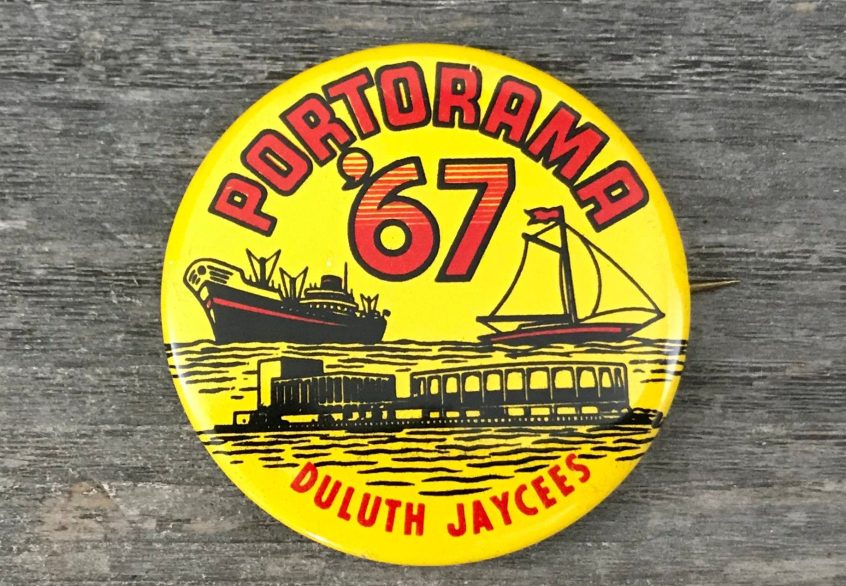 PORTORAMA
'67
DULUTH JAYCEES